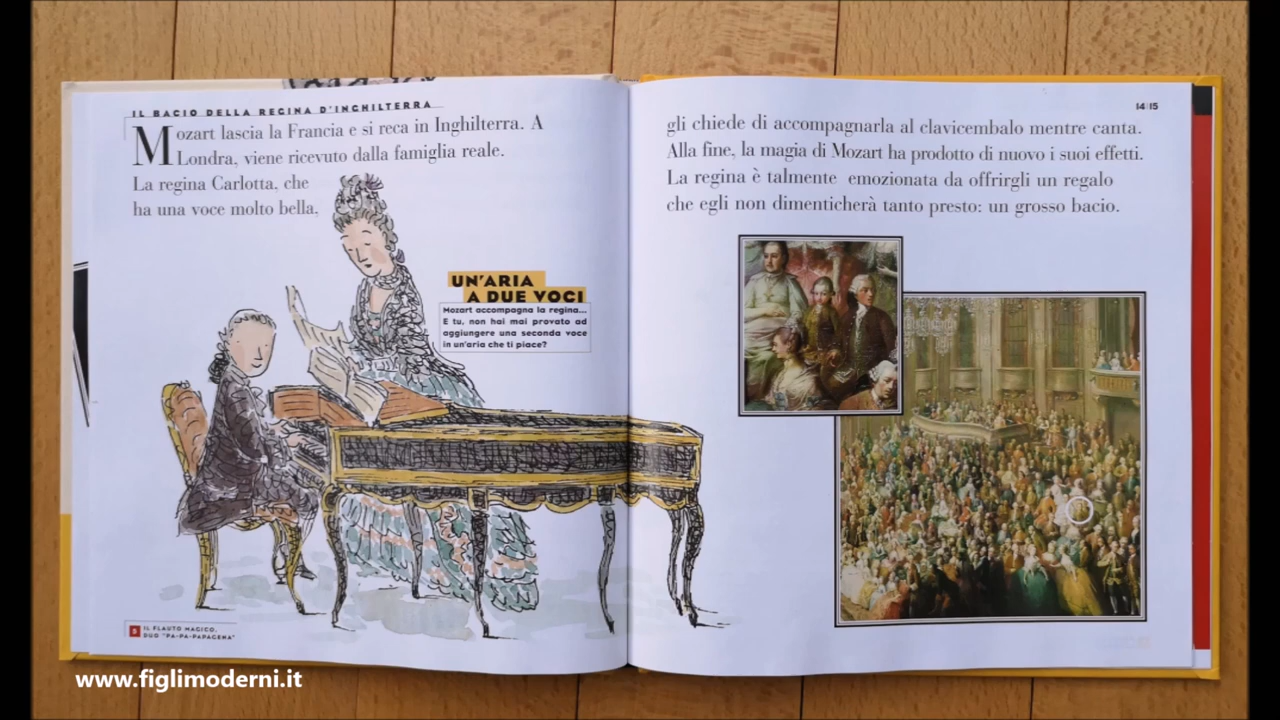 IL BACIO DELLA REGINA D'INGHILTERRA
Mozart lascia la Francia e si reca in Inghilterra. A
Londra, viene ricevuto dalla famiglia reale.
La regina Carlotta, che
ha una voce molto bella,
UN'ARIA
A DUE VOCI
Mozart accompagna la regina...
E tu, non hai mai provato ad
aggiungere una seconda voce
in un'aria che ti piace?
IL FLAUTO MAGICO,
DUO "PA-PA-PAPAGENA"
14 15
gli chiede di accompagnarla al clavicembalo mentre canta.
Alla fine, la magia di Mozart ha prodotto di nuovo i suoi effetti.
La regina è talmente emozionata da offrirgli un regalo
che egli non dimenticherà tanto presto: un grosso bacio.
www.figlimoderni.it